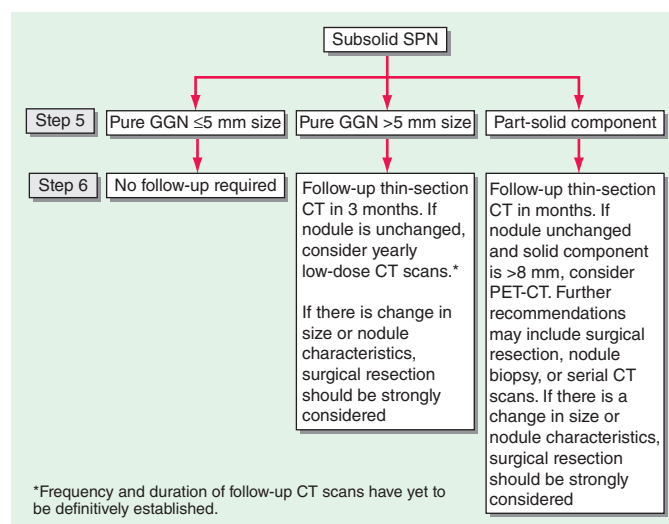 Subsolid SPN
Step 5
Pure GGN ≤5 mm size
Pure GGN >5 mm size
Part-solid component
Step 6
No follow-up required
Follow-up thin-section
CT in 3 months. If
nodule is unchanged,
consider yearly
low-dose CT scans.*
If there is change in
size or nodule
characteristics,
surgical resection
should be strongly
considered
Follow-up thin-section
CT in months. If
nodule unchanged
and solid component
is >8 mm, consider
PET-CT. Further
recommendations
may include surgical
resection, nodule
biopsy, or serial CT
scans. If there is a
change in size or
nodule characteristics,
surgical resection
should be strongly
considered
*Frequency and duration of follow-up CT scans have yet to
be definitively established.